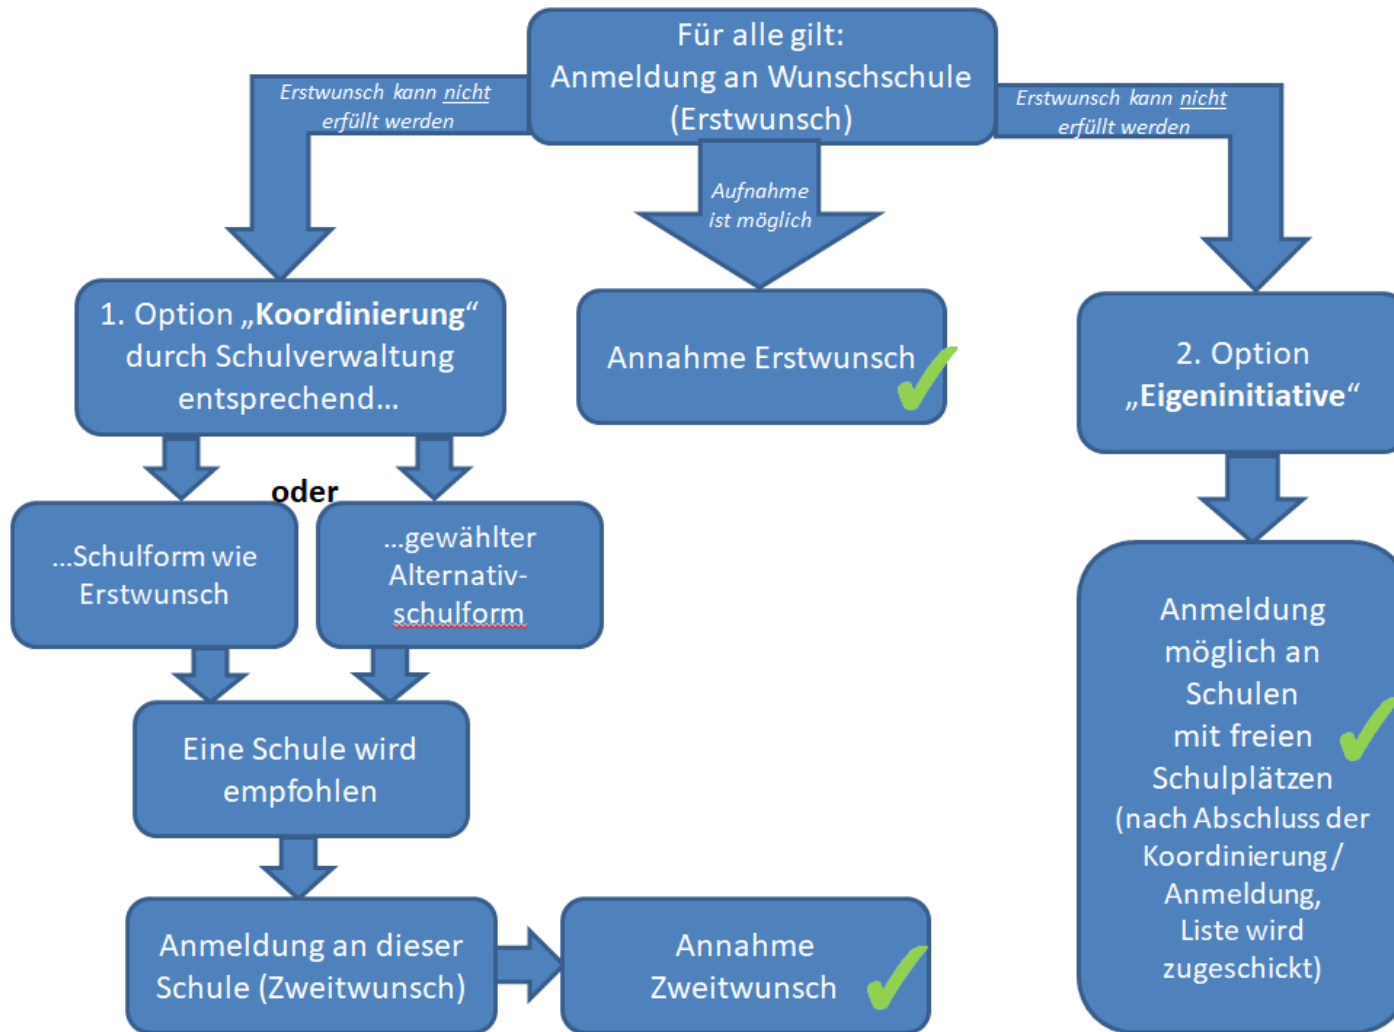 Für alle gilt:
Anmeldung an Wunschschule
(Erstwunsch)
Erstwunsch kann nicht
erfüllt werden
Aufnahme
ist möglich
Erstwunsch kann nicht
erfüllt werden
1. Option „Koordinierung“
durch Schulverwaltung
entsprechend...
Annahme Erstwunsch
2. Option
„Eigeninitiative“
oder
...Schulform wie
Erstwunsch
...gewählter
Alternativ-
schulform
Eine Schule wird
empfohlen
Anmeldung an dieser
Schule (Zweitwunsch)
Annahme
Zweitwunsch
Anmeldung
möglich an
Schulen
mit freien
Schulplätzen
(nach Abschluss der
Koordinierung/
Anmeldung,
Liste wird
zugeschickt)